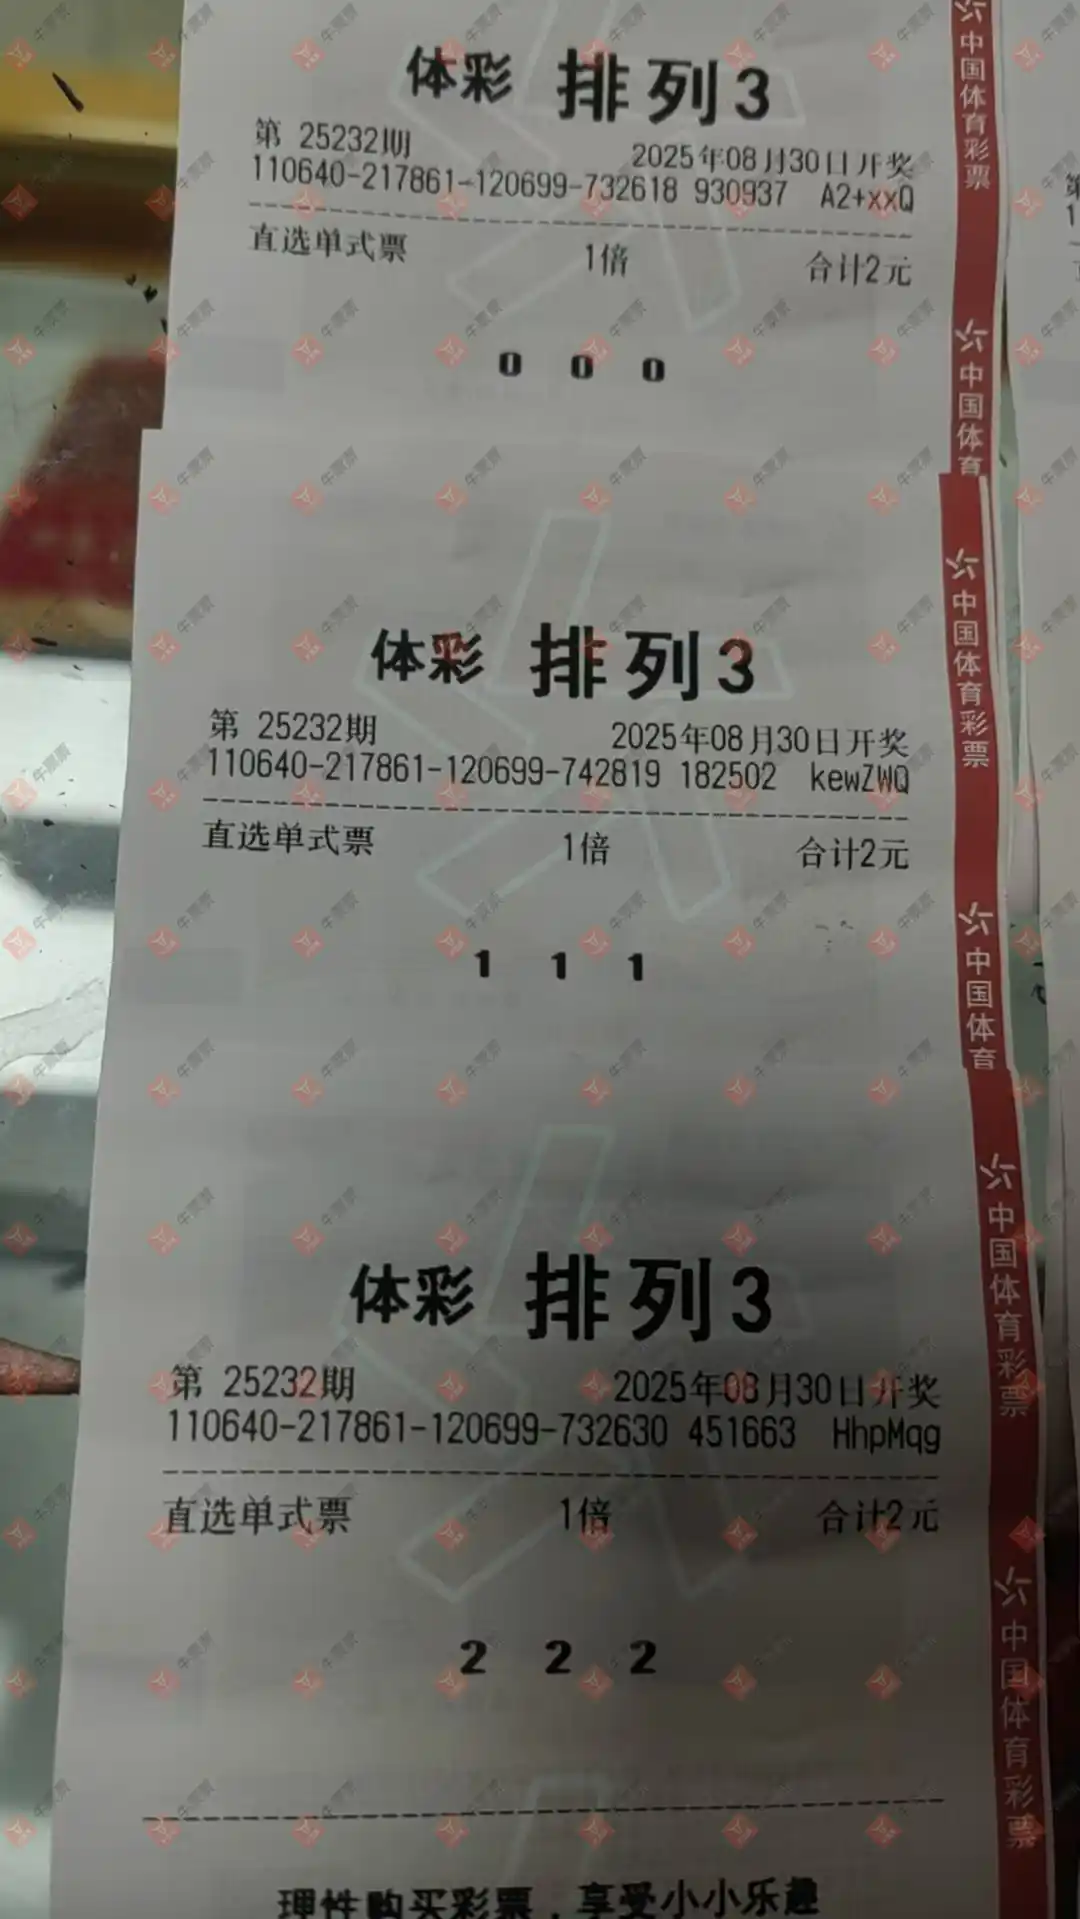 体彩 排列3
第 25232期 2025年08月30日开奖
110640-217861-120699-732618 930937 A2+xxQ
直选单式票 1倍 合计2元
0 0 0
体彩 排列3
第 25232期 2025年08月30日开奖
110640-217861-120699-742819 182502 kewZWQ
直选单式票 1倍 合计2元
1 1 1
体彩 排列3
第 25232期 2025年08月30日开奖
110640-217861-120699-732630 451663 HhpMqg
直选单式票 1倍 合计2元
2 2 2
理性购买彩票，享受小小乐趣
中国体育彩票
中国体育
中国体育彩票
中国体育
中国体育彩票
中国体育彩票